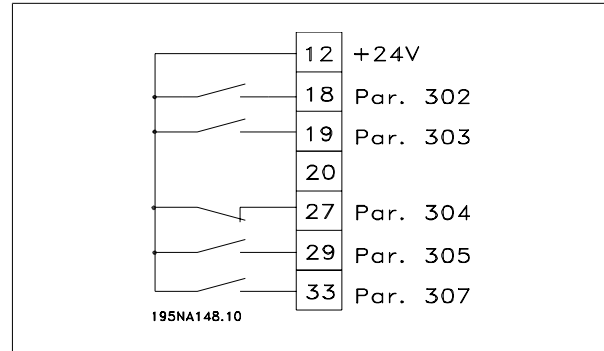 12 +24V
18 Par. 302
19 Par. 303
20
27 Par. 304
29 Par. 305
33 Par. 307
195NA148.10